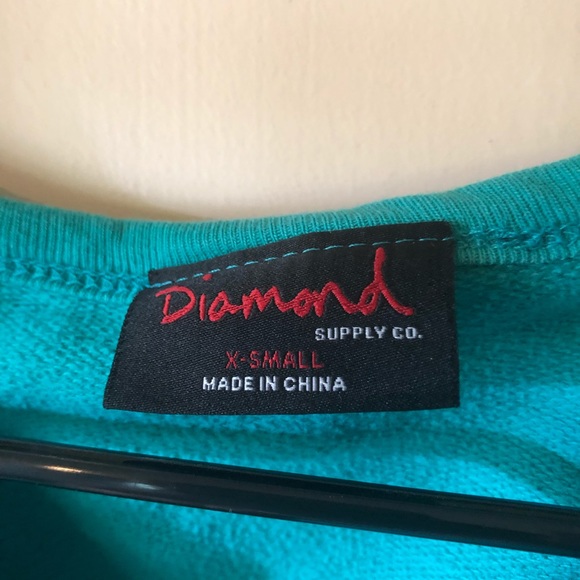 Diamond
SUPPLY CO.
X-SMALL
MADE IN CHINA